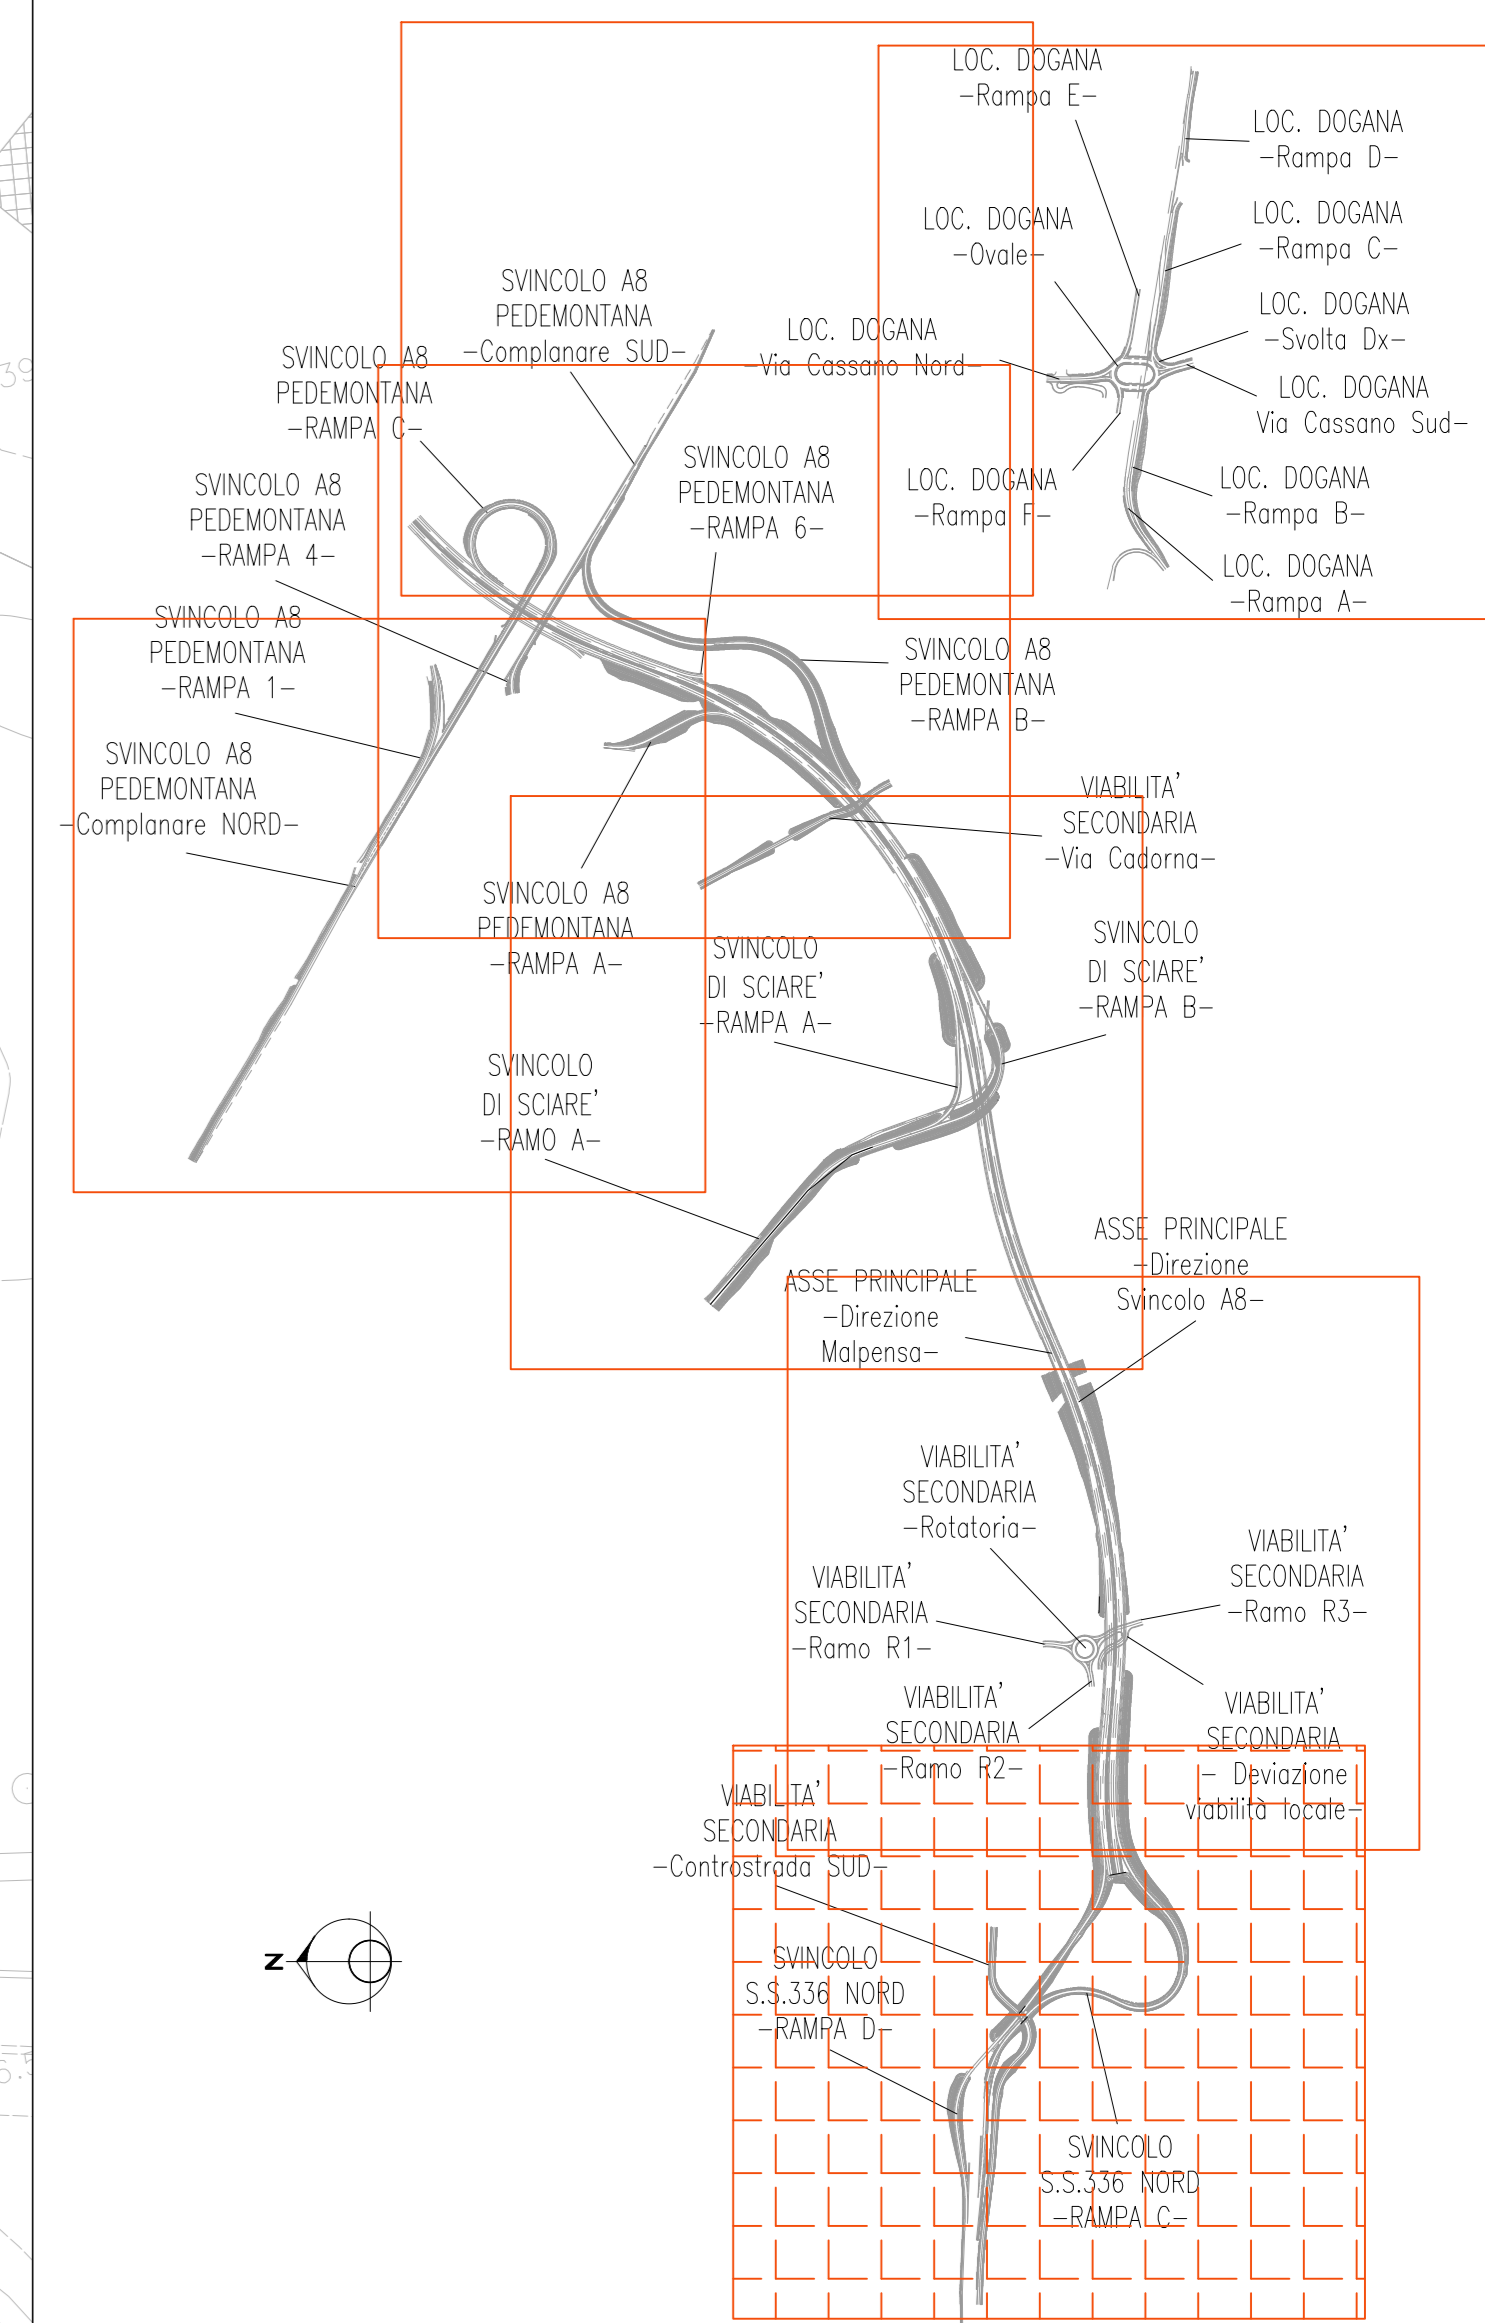 LOC. DOGANA
-Rampa E-
LOC. DOGANA
-Rampa D-
LOC. DOGANA
-Ovale-
LOC. DOGANA
-Rampa C-
SVINCOLO A8
PEDEMONTANA
-Complanare SUD-
LOC. DOGANA
-Svolta Dx-
LOC. DOGANA
-Via Cassano Nord-
SVINCOLO A8
PEDEMONTANA
-RAMPA C-
LOC. DOGANA
Via Cassano Sud-
SVINCOLO A8
PEDEMONTANA
-RAMPA 6-
SVINCOLO A8
PEDEMONTANA
-RAMPA 4-
LOC. DOGANA
-Rampa F-
LOC. DOGANA
-Rampa B-
LOC. DOGANA
-Rampa A-
SVINCOLO A8
PEDEMONTANA
-RAMPA 1-
SVINCOLO A8
PEDEMONTANA
-RAMPA B-
SVINCOLO A8
PEDEMONTANA
-Complanare NORD-
VIABILITA'
SECONDARIA
-Via Cadorna-
SVINCOLO A8
PEDEMONTANA
-RAMPA A-
SVINCOLO
DI SCIARE'
-RAMPA A-
SVINCOLO
DI SCIARE'
-RAMPA B-
SVINCOLO
DI SCIARE'
-RAMO A-
ASSE PRINCIPALE
-Direzione
Svincolo A8-
ASSE PRINCIPALE
-Direzione
Malpensa-
VIABILITA'
SECONDARIA
-Rotatoria-
VIABILITA'
SECONDARIA
-Ramo R3-
VIABILITA'
SECONDARIA
-Ramo R1-
VIABILITA'
SECONDARIA
-Ramo R2-
VIABILITA'
SECONDARIA
- Deviazione
viabilità locale-
VIABILITA'
SECONDARIA
-Controstrada SUD-
SVINCOLO
S.S.336 NORD
-RAMPA D-
N
SVINCOLO
S.S.336 NORD
-RAMPA C-
39